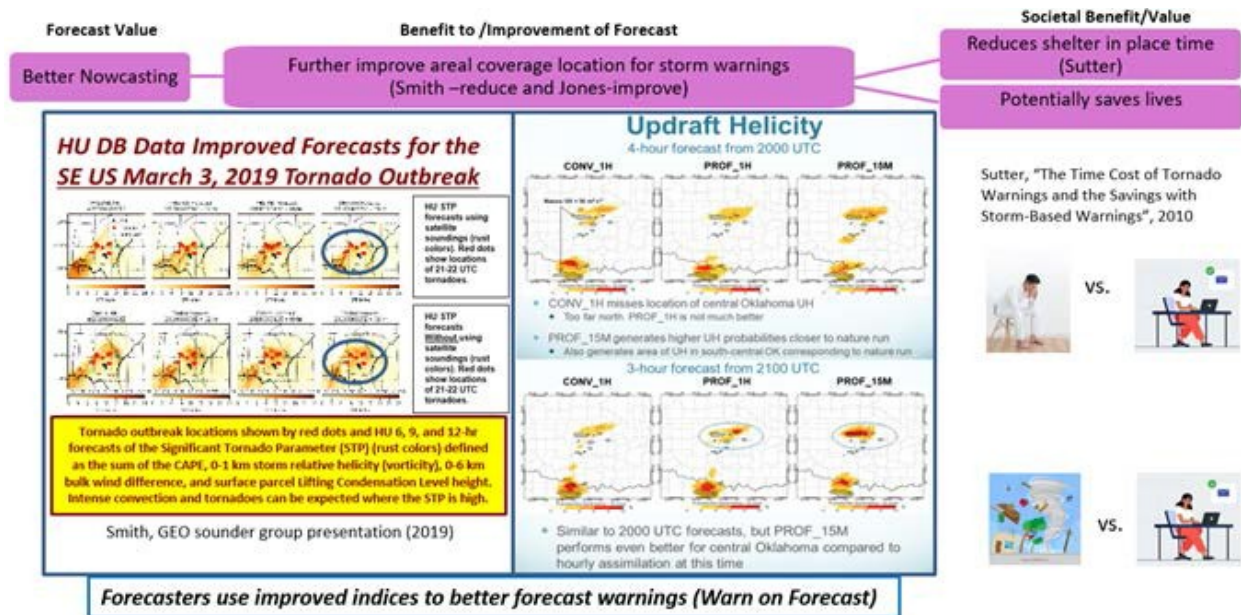 Forecast Value
Benefit to /Improvement of Forecast
Societal Benefit/Value
Better Nowcasting
Further improve areal coverage location for storm warnings
(Smith –reduce and Jones-improve)
Reduces shelter in place time
(Sutter)
Potentially saves lives
HU DB Data Improved Forecasts for the
SE US March 3, 2019 Tornado Outbreak
HU STP
forecasts using
satellite
soundings (rust
colors). Red dots
show locations
of 21-22 UTC
tornadoes.
HU STP
forecasts
Without using
satellite
soundings (rust
colors). Red dots
show locations
of 21-22 UTC
tornadoes.
Tornado outbreak locations shown by red dots and HU 6, 9, and 12-hr
forecasts of the Significant Tornado Parameter (STP) (rust colors) defined
as the sum of the CAPE, 0-1 km storm relative helicity (vorticity), 0-6 km
bulk wind difference, and surface parcel Lifting Condensation Level height.
Intense convection and tornadoes can be expected where the STP is high.
Smith, GEO sounder group presentation (2019)
Updraft Helicity
4-hour forecast from 2000 UTC
CONV_1H
PROF_1H
PROF_15M
CONV_1H misses location of central Oklahoma UH
Too far north. PROF_1H is not much better
PROF_15M generates higher UH probabilities closer to nature run
Also generates area of UH in south-central OK corresponding to nature run
3-hour forecast from 2100 UTC
CONV_1H
PROF_1H
PROF_15M
Similar to 2000 UTC forecasts, but PROF_15M
performs even better for central Oklahoma compared to
hourly assimilation at this time
Sutter, "The Time Cost of Tornado
Warnings and the Savings with
Storm-Based Warnings", 2010
vs.
vs.
Forecasters use improved indices to better forecast warnings (Warn on Forecast)